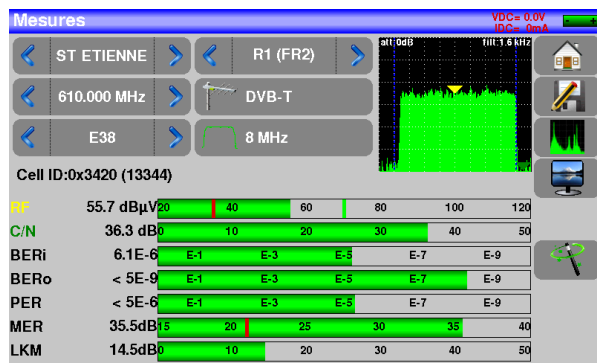 Mesures
VDC= 0.0V
IDC= 0mA
ST ETIENNE
R1 (FR2)
att:0dB
filt:1.6 kHz
610.000 MHz
DVB-T
E38
8 MHz
Cell ID:0x3420 (13344)
RF 55.7 dBµV 20 40 60 80 100 120
C/N 36.3 dB 0 10 20 30 40 50
BERi 6.1E-6 E-1 E-3 E-5 E-7 E-9
BERo < 5E-9 E-1 E-3 E-5 E-7 E-9
PER < 5E-6 E-1 E-3 E-5 E-7 E-9
MER 35.5dB 15 20 25 30 35 40
LKM 14.5dB 0 10 20 30 40 50